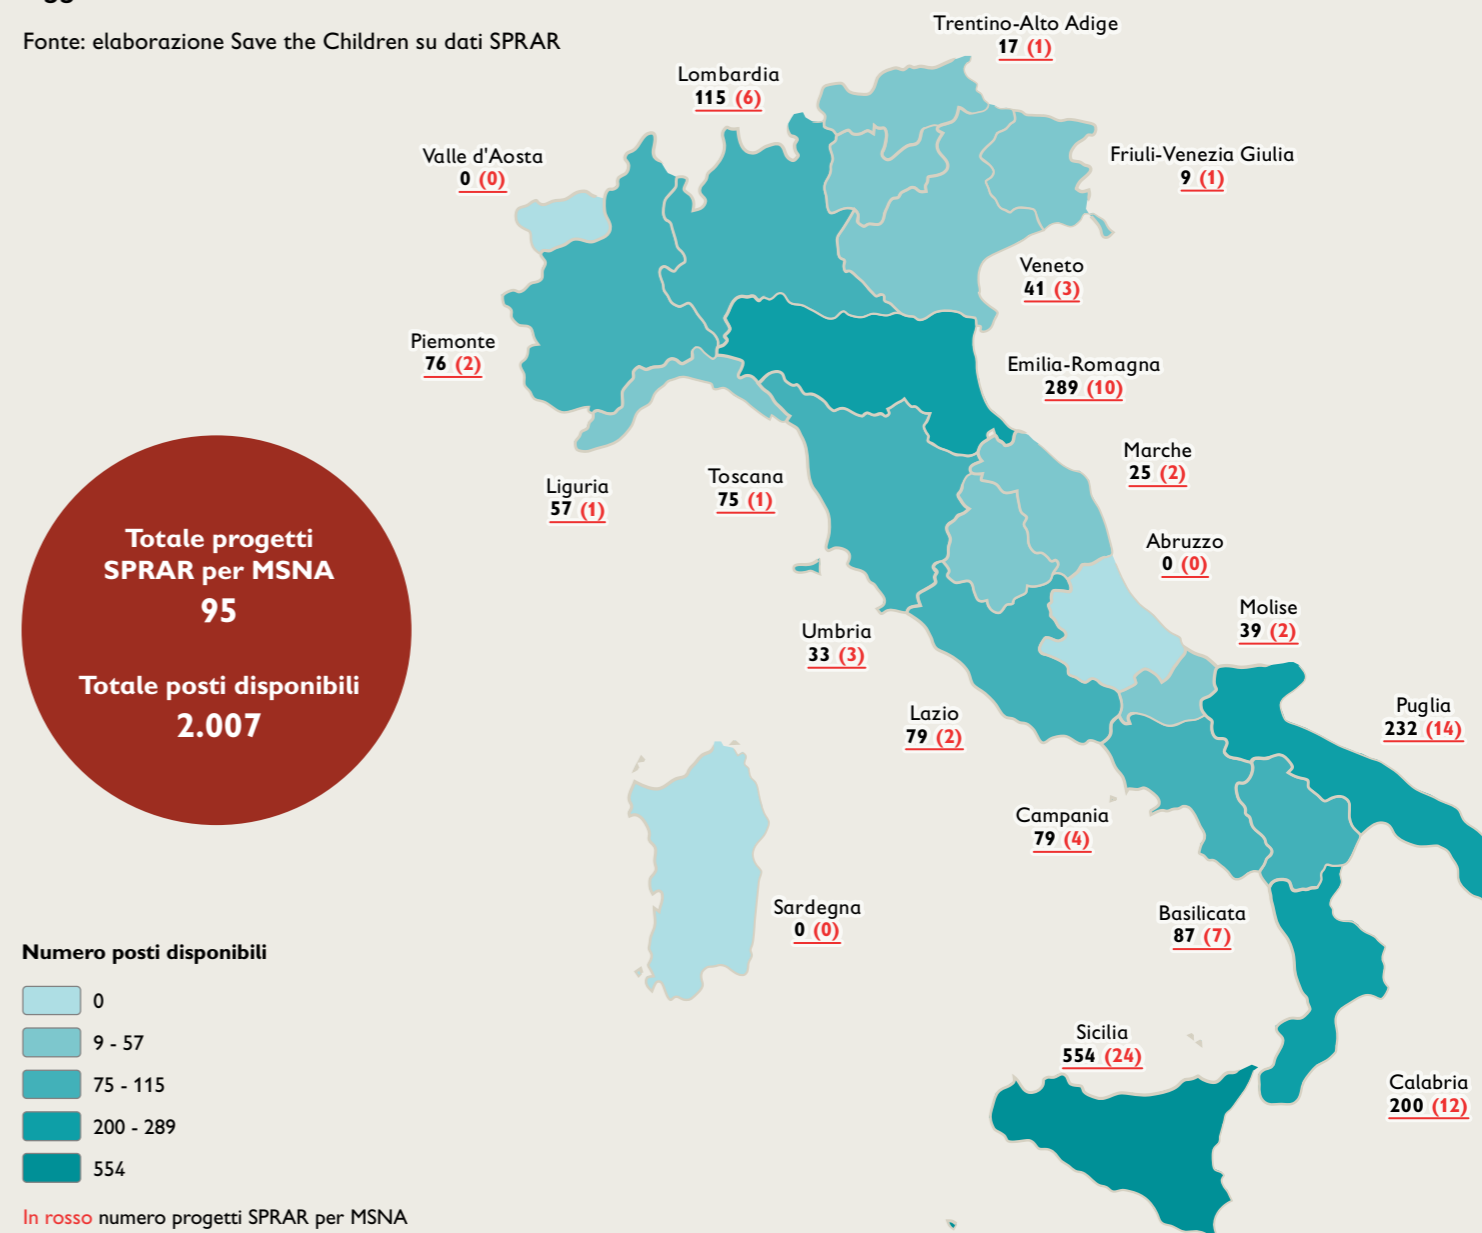 Fonte: elaborazione Save the Children su dati SPRAR
Trentino-Alto Adige
17 (1)
Lombardia
115 (6)
Valle d'Aosta
0 (0)
Friuli-Venezia Giulia
9 (1)
Veneto
41 (3)
Piemonte
76 (2)
Emilia-Romagna
289 (10)
Marche
25 (2)
Liguria
57 (1)
Toscana
75 (1)
Abruzzo
0 (0)
Molise
39 (2)
Umbria
33 (3)
Lazio
79 (2)
Puglia
232 (14)
Campania
79 (4)
Sardegna
0 (0)
Basilicata
87 (7)
Sicilia
554 (24)
Calabria
200 (12)
Totale progetti
SPRAR per MSNA
95
Totale posti disponibili
2.007
Numero posti disponibili
0
9 - 57
75 - 115
200 - 289
554
In rosso numero progetti SPRAR per MSNA